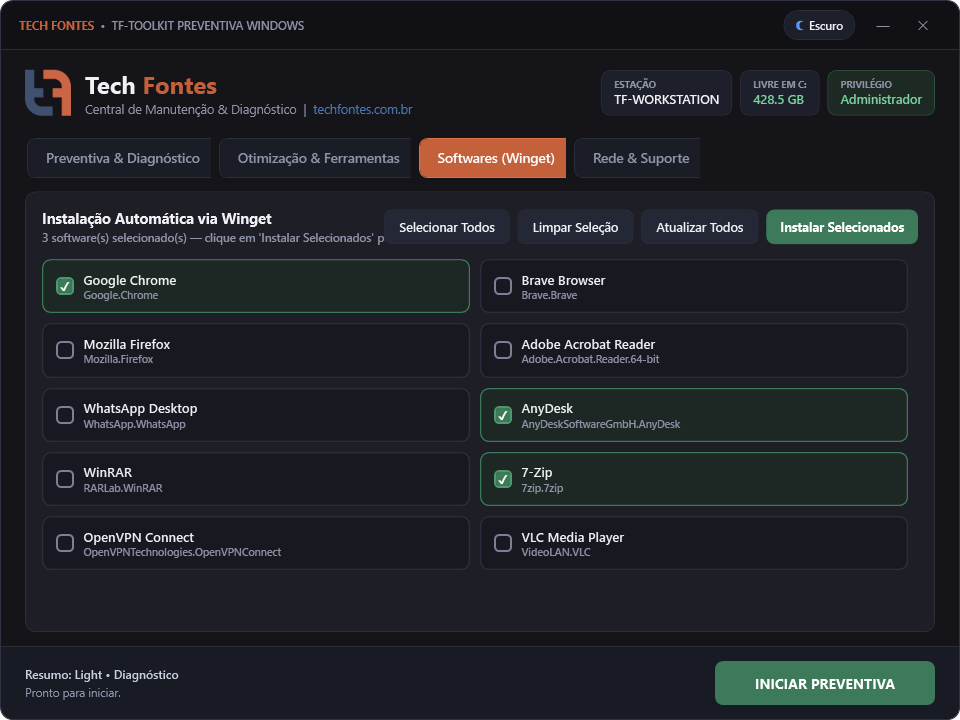 TECH FONTES • TF-TOOLKIT PREVENTIVA WINDOWS
Escuro
Tech Fontes
Central de Manutenção & Diagnóstico | techfontes.com.br
ESTAÇÃO
TF-WORKSTATION
LIVRE EM C:
428.5 GB
PRIVILÉGIO
Administrador
Preventiva & Diagnóstico
Otimização & Ferramentas
Softwares (Winget)
Rede & Suporte
Instalação Automática via Winget
3 software(s) selecionado(s) — clique em 'Instalar Selecionados' p
Selecionar Todos
Limpar Seleção
Atualizar Todos
Instalar Selecionados
Google Chrome
Google.Chrome
Brave Browser
Brave.Brave
Mozilla Firefox
Mozilla.Firefox
Adobe Acrobat Reader
Adobe.Acrobat.Reader.64-bit
WhatsApp Desktop
WhatsApp.WhatsApp
AnyDesk
AnyDeskSoftwareGmbH.AnyDesk
WinRAR
RARLab.WinRAR
7-Zip
7zip.7zip
OpenVPN Connect
OpenVPNTechnologies.OpenVPNConnect
VLC Media Player
VideoLAN.VLC
Resumo: Light • Diagnóstico
Pronto para iniciar.
INICIAR PREVENTIVA